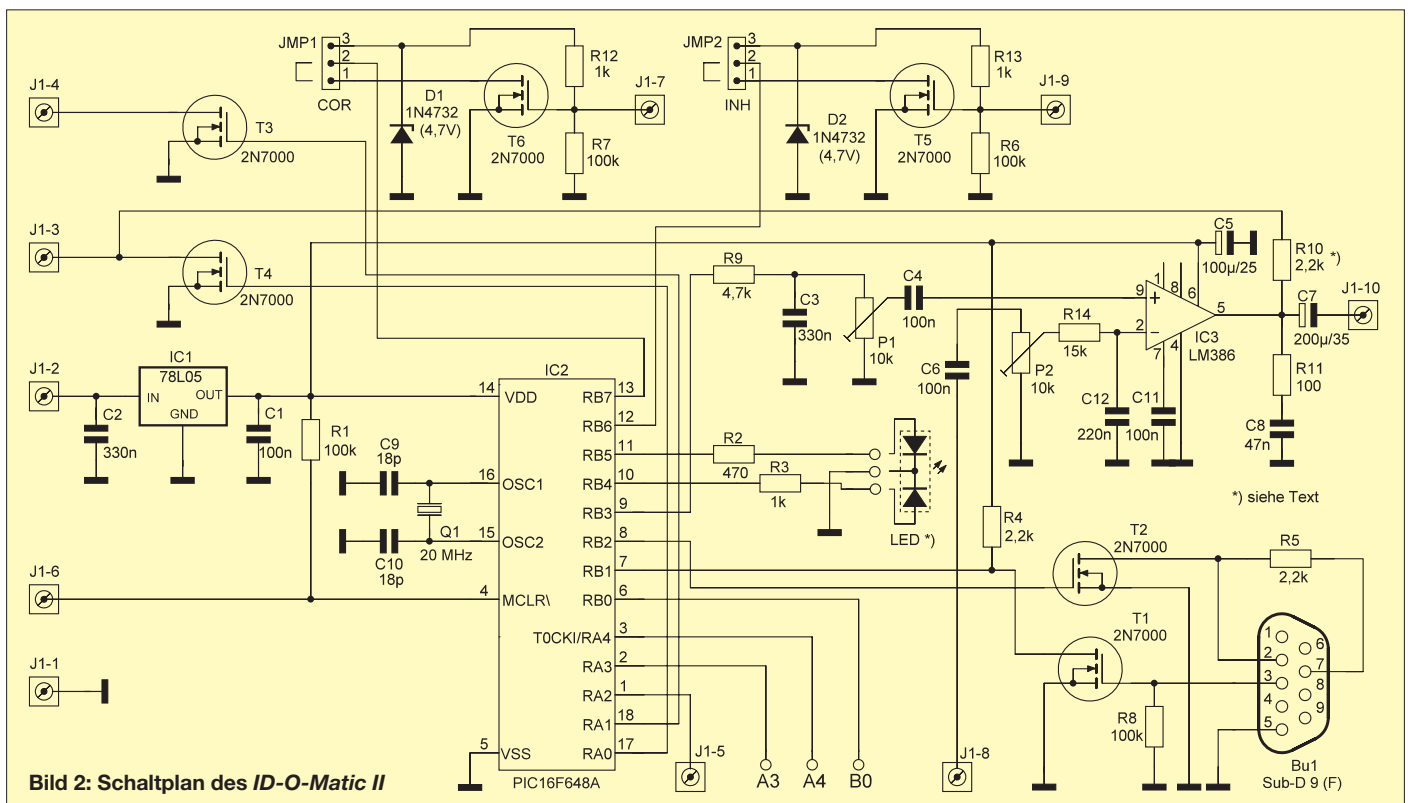 JMP1
3
2
1
COR
R12
1k
J1-7
D1
1N4732
(4,7V)
T6
2N7000
R7
100k
JMP2
3
2
1
INH
R13
1k
J1-9
D2
1N4732
(4,7V)
T5
2N7000
R6
100k
J1-4
T3
2N7000
J1-3
T4
2N7000
J1-2
IC1
78L05
IN
OUT
GND
C2
330n
C1
100n
R1
100k
C9
18p
Q1
20 MHz
C10
18p
J1-6
J1-1
IC2
14
VDD
16
OSC1
15
OSC2
4
MCLR\
5
VSS
RB7
13
RB6
12
RB5
11
RB4
10
RB3
9
RB2
8
RB1
7
RB0
6
T0CKI/RA4
3
RA3
2
RA2
1
RA1
18
RA0
17
PIC16F648A
R9
4,7k
C3
330n
P1
10k
C4
100n
C6
100n
P2
10k
R14
15k
C12
220n
C11
100n
9
+
2
−
1
8
6
7
4
5
IC3
LM386
C5
100µ/25
R10
2,2k *)
C7
200µ/35
J1-10
R11
100
C8
47n
*) siehe Text
R2
470
R3
1k
LED *)
R4
2,2k
T2
2N7000
R5
2,2k
T1
2N7000
R8
100k
1
2
3
4
5
6
7
8
9
Bu1
Sub-D 9 (F)
J1-5
A3
A4
B0
J1-8
Bild 2: Schaltplan des ID-O-Matic II